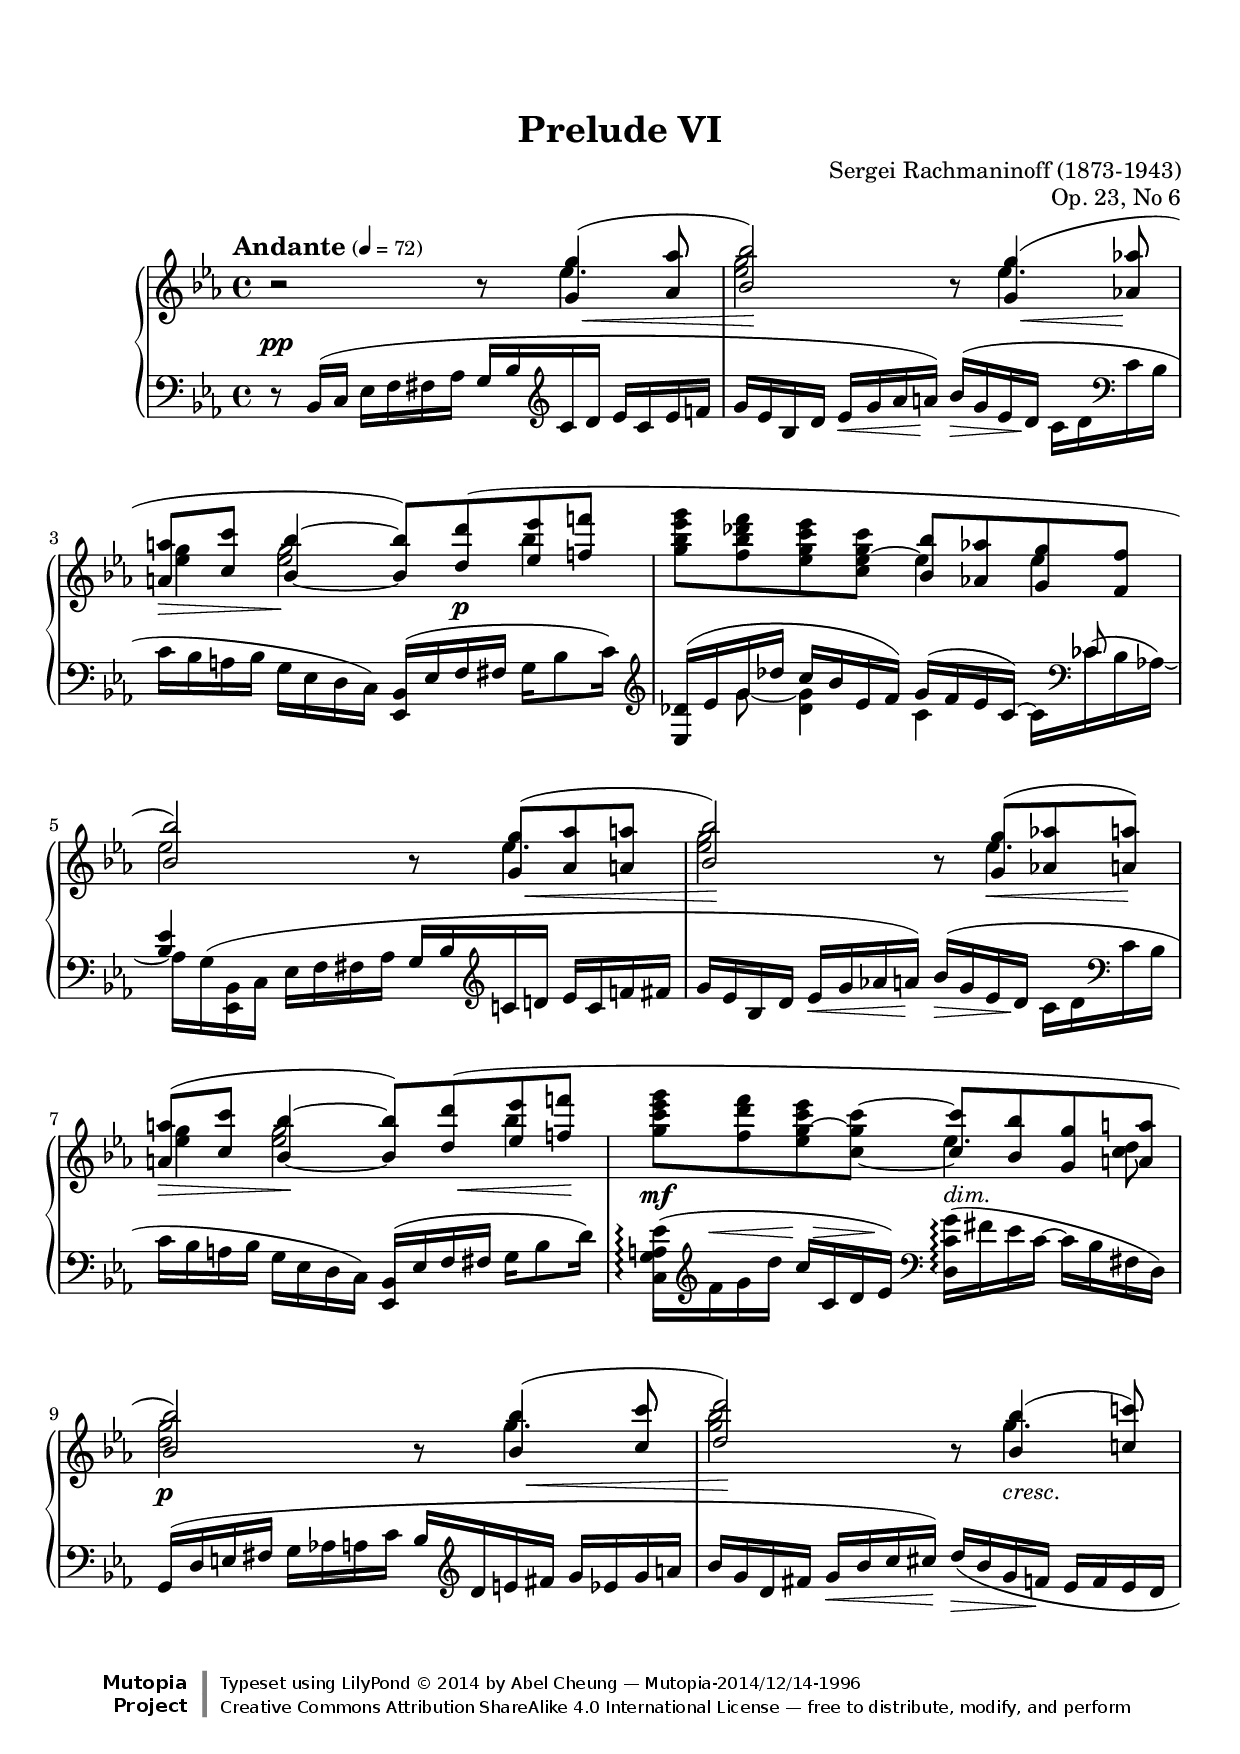 Prelude VI
Sergei Rachmaninoff (1873-1943)
Op. 23, No 6
Andante (♩ = 72)
pp
3
p
5
7
mf
dim.
9
p
cresc.
Mutopia Project
Typeset using LilyPond © 2014 by Abel Cheung — Mutopia-2014/12/14-1996
Creative Commons Attribution ShareAlike 4.0 International License — free to distribute, modify, and perform